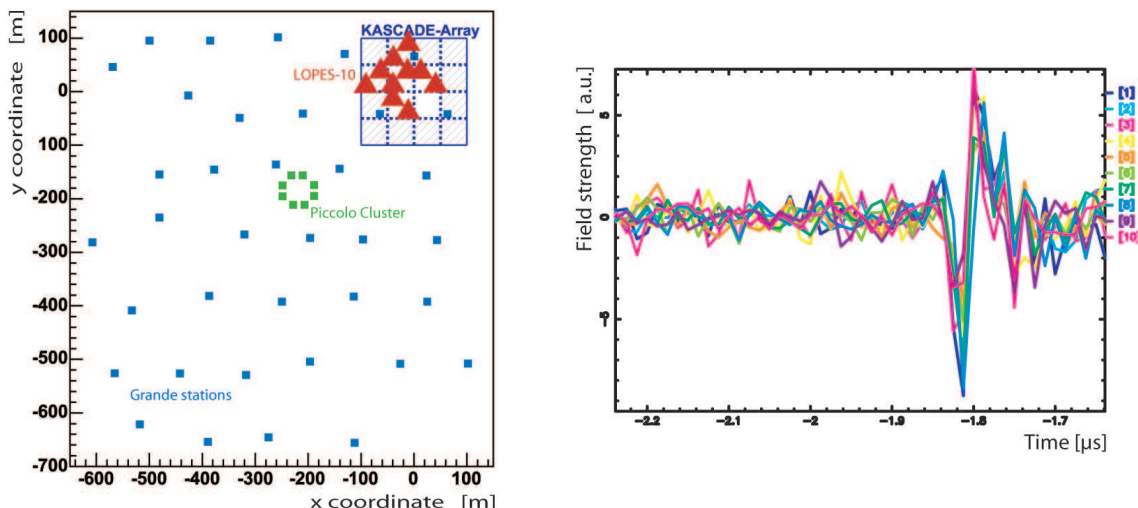 y coordinate [m]
100
0
100
-200
-300
-400
-500
-600
-700
KASCADE-Array
LOPES-10
Piccolo Cluster
Grande stations
-600 -500 -400 -300 -200 -100 0 100
x coordinate [m]
Field strength [ a.u.]
5
0
-5
[1]
[2]
[3]
[4]
[5]
[6]
[7]
[8]
[9]
[10]
-2.2 -2.1 -2 -1.9 -1.8 -1.7
Time [µs]